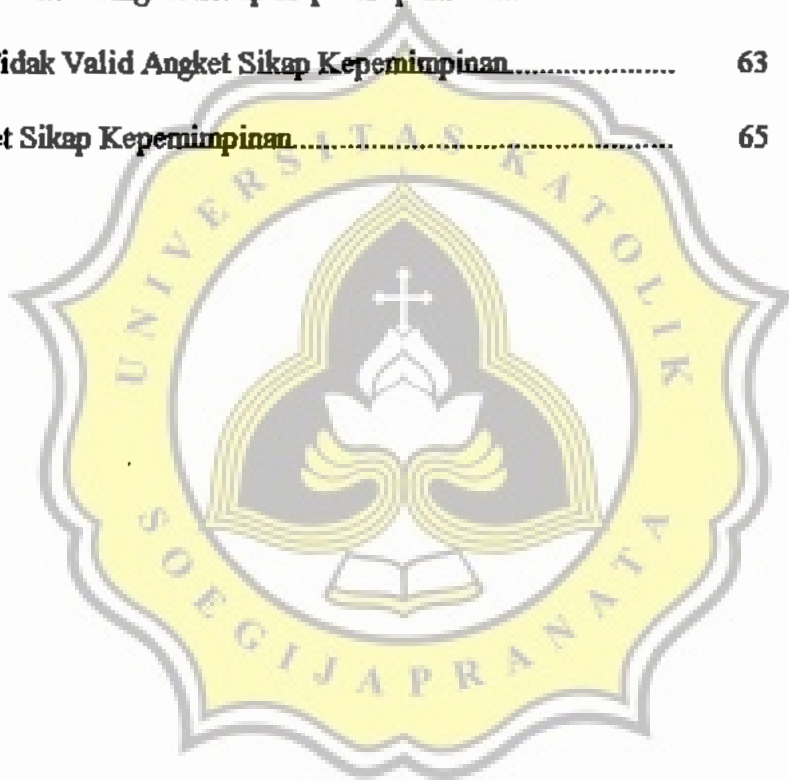 idak Valid Angket Sikap Kepemimpinan.................... 63
et Sikap Kepemimpinan............................................... 65
UNIVERSITAS KATOLIK
SOEGIJAPRANATA